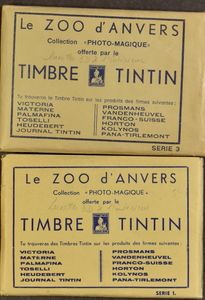 Le ZOO d'ANVERS
Collection "PHOTO-MAGIQUE"
offerte par le
TIMBRE TINTIN
Tu trouveras le Timbre Tintin sur les produits des firmes suivantes :
VICTORIA
MATERNE
PALMAFINA
TOSELLI
HEUDEBERT
JOURNAL TINTIN
PROSMANS
VANDENHEUVEL
FRANCO-SUISSE
HORTON
KOLYNOS
PANA-TIRLEMONT
SERIE 3
Le ZOO d'ANVERS
Collection "PHOTO-MAGIQUE"
offerte par le
TIMBRE TINTIN
Tu trouveras le Timbre Tintin sur les produits des firmes suivantes :
VICTORIA
MATERNE
PALMAFINA
TOSELLI
HEUDEBERT
JOURNAL TINTIN
PROSMANS
VANDENHEUVEL
FRANCO-SUISSE
HORTON
KOLYNOS
PANA-TIRLEMONT
SERIE 1.